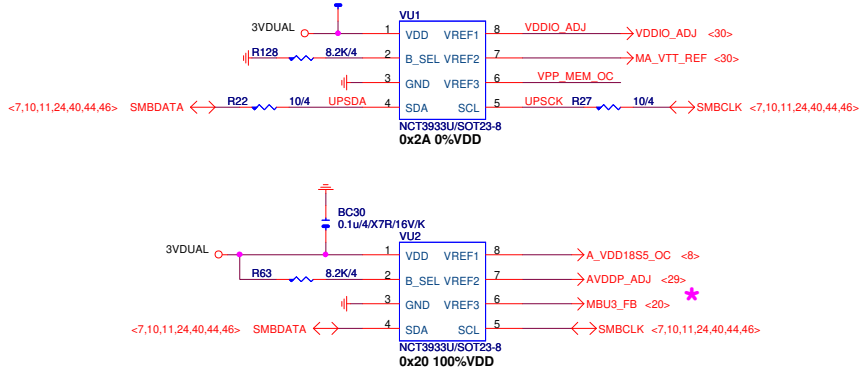 VU1
3VDUAL 1 VDD VREF1 8 VDDIO_ADJ VDDIO_ADJ <30>
R128 8.2K/4 2 B_SEL VREF2 7 MA_VTT_REF <30>
3 GND VREF3 6 VPP_MEM_OC
<7,10,11,24,40,44,46> SMBDATA R22 10/4 UPSDA 4 SDA SCL 5 UPSCK R27 10/4 SMBCLK <7,10,11,24,40,44,46>
NCT3933U/SOT23-8
0x2A 0%VDD
BC30
0.1u/4/X7R/16V/K
VU2
3VDUAL 1 VDD VREF1 8 A_VDD18S5_OC <8>
R63 8.2K/4 2 B_SEL VREF2 7 AVDDP_ADJ <29>
3 GND VREF3 6 MBU3_FB <20>
<7,10,11,24,40,44,46> SMBDATA 4 SDA SCL 5 SMBCLK <7,10,11,24,40,44,46>
NCT3933U/SOT23-8
0x20 100%VDD